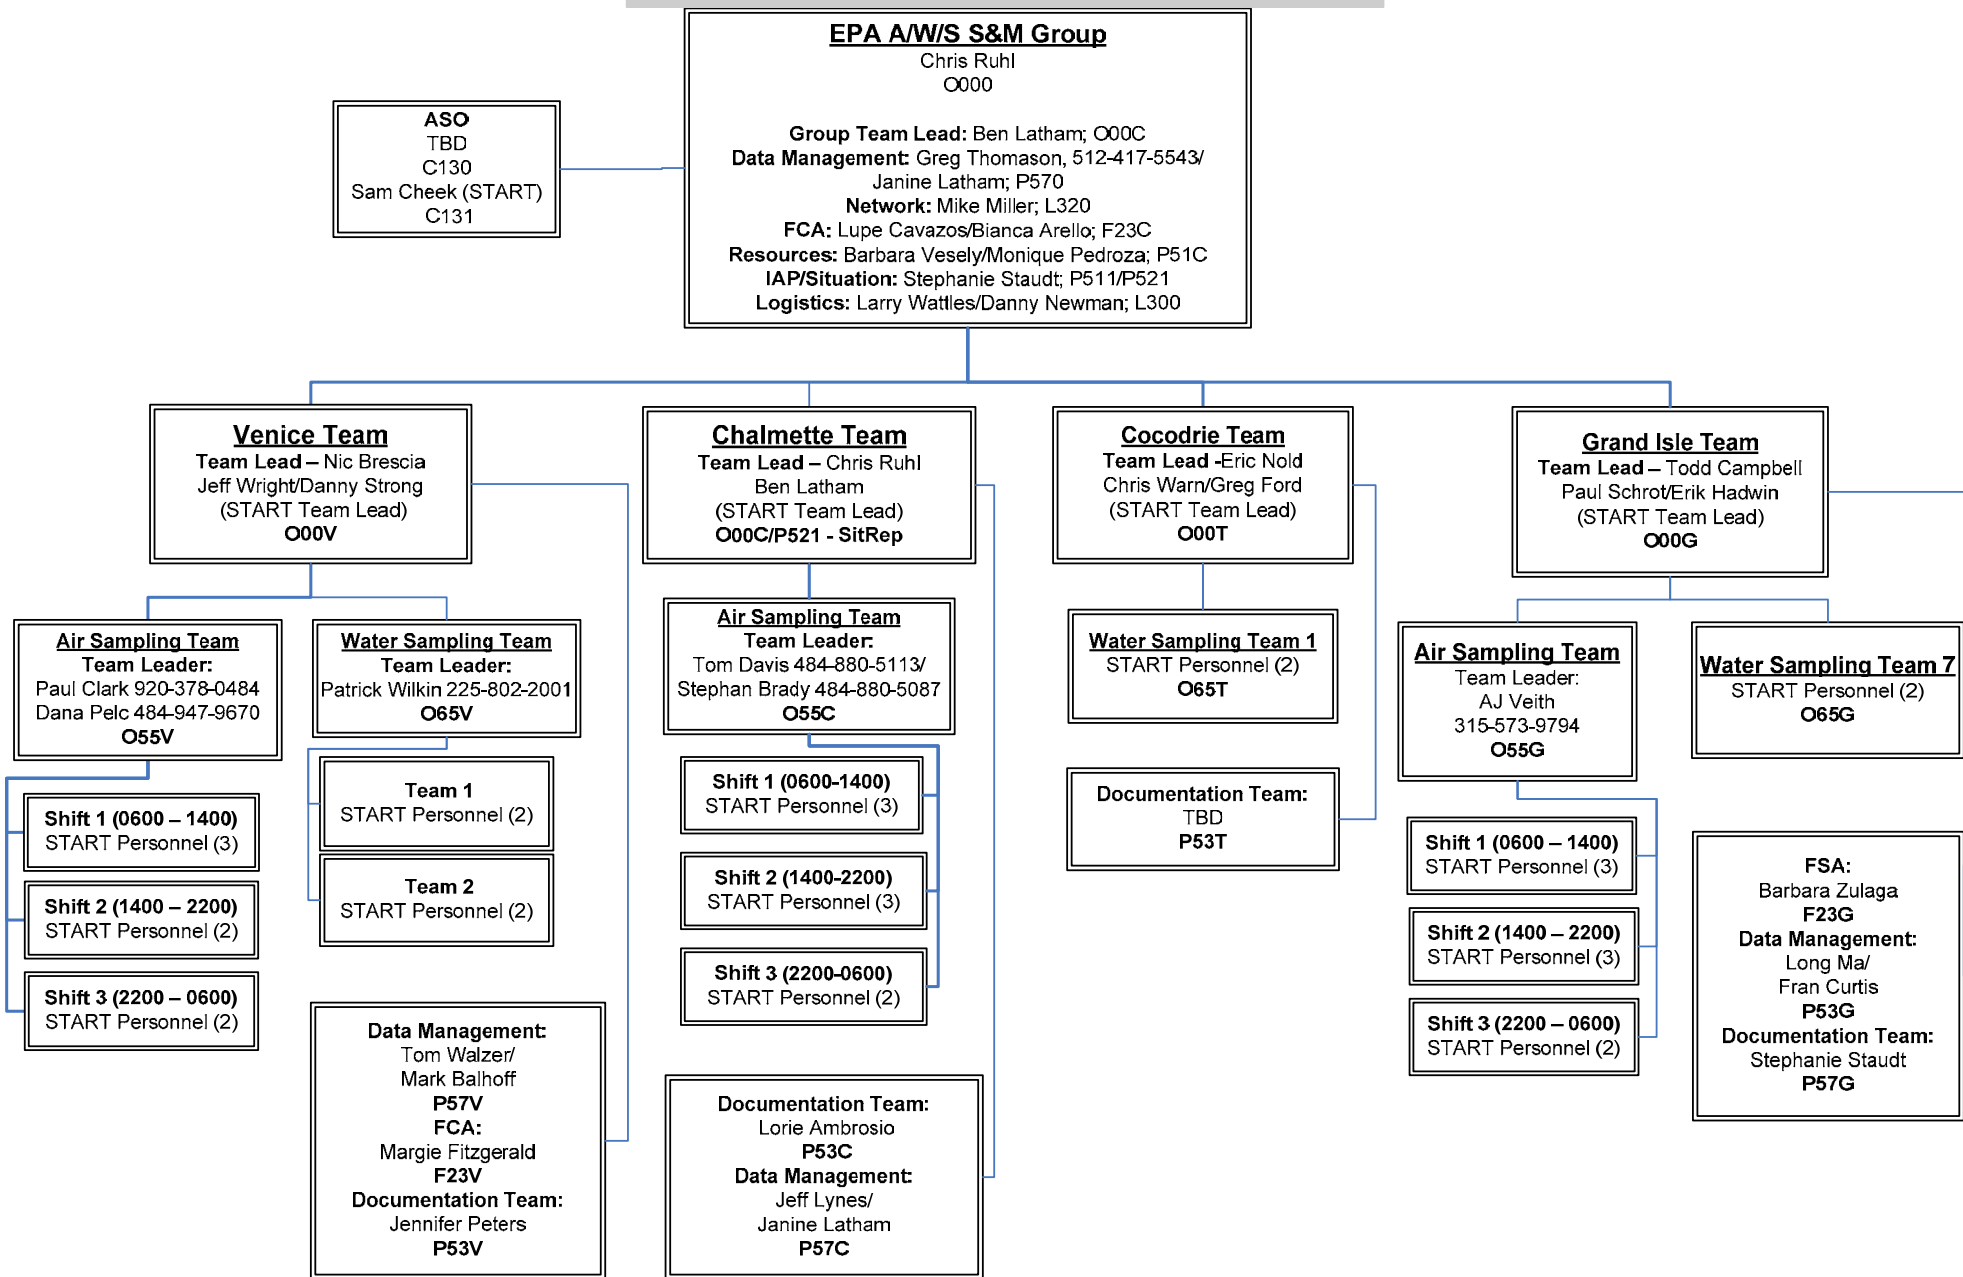 EPA A/W/S S&M Group
Chris Ruhl
O000
Group Team Lead: Ben Latham; O00C
Data Management: Greg Thomason, 512-417-5543/
Janine Latham; P570
Network: Mike Miller; L320
FCA: Lupe Cavazos/Bianca Arello; F23C
Resources: Barbara Vesely/Monique Pedroza; P51C
IAP/Situation: Stephanie Staudt; P511/P521
Logistics: Larry Wattles/Danny Newman; L300
ASO
TBD
C130
Sam Cheek (START)
C131
Venice Team
Team Lead – Nic Brescia
Jeff Wright/Danny Strong
(START Team Lead)
O00V
Air Sampling Team
Team Leader:
Paul Clark 920-378-0484
Dana Pelc 484-947-9670
O55V
Shift 1 (0600 – 1400)
START Personnel (3)
Shift 2 (1400 – 2200)
START Personnel (2)
Shift 3 (2200 – 0600)
START Personnel (2)
Water Sampling Team
Team Leader:
Patrick Wilkin 225-802-2001
O65V
Team 1
START Personnel (2)
Team 2
START Personnel (2)
Data Management:
Tom Walzer/
Mark Balhoff
P57V
FCA:
Margie Fitzgerald
F23V
Documentation Team:
Jennifer Peters
P53V
Chalmette Team
Team Lead – Chris Ruhl
Ben Latham
(START Team Lead)
O00C/P521 - SitRep
Air Sampling Team
Team Leader:
Tom Davis 484-880-5113/
Stephan Brady 484-880-5087
O55C
Shift 1 (0600-1400)
START Personnel (3)
Shift 2 (1400-2200)
START Personnel (3)
Shift 3 (2200-0600)
START Personnel (2)
Documentation Team:
Lorie Ambrosio
P53C
Data Management:
Jeff Lynes/
Janine Latham
P57C
Cocodrie Team
Team Lead -Eric Nold
Chris Warn/Greg Ford
(START Team Lead)
O00T
Water Sampling Team 1
START Personnel (2)
O65T
Documentation Team:
TBD
P53T
Grand Isle Team
Team Lead – Todd Campbell
Paul Schrot/Erik Hadwin
(START Team Lead)
O00G
Air Sampling Team
Team Leader:
AJ Veith
315-573-9794
O55G
Shift 1 (0600 – 1400)
START Personnel (3)
Shift 2 (1400 – 2200)
START Personnel (3)
Shift 3 (2200 – 0600)
START Personnel (2)
Water Sampling Team 7
START Personnel (2)
O65G
FSA:
Barbara Zulaga
F23G
Data Management:
Long Ma/
Fran Curtis
P53G
Documentation Team:
Stephanie Staudt
P57G